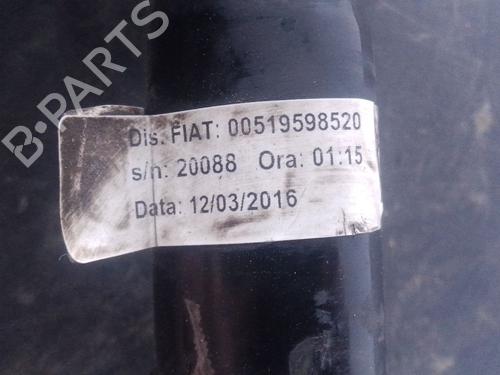 B-PARTS
Dis. FIAT: 00519598520
s/n: 20088 Ora: 01:15
Data: 12/03/2016